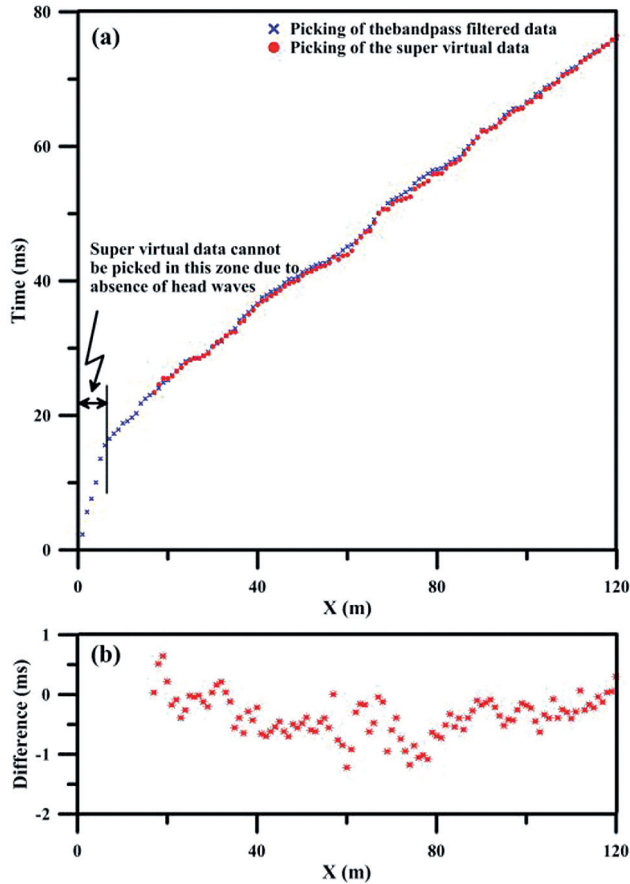 (a)
Picking of thebandpass filtered data
Picking of the super virtual data
80
60
40
20
0
Time (ms)
Super virtual data cannot
be picked in this zone due to
absence of head waves
0 40 80 120
X (m)
(b)
1
0
-1
-2
Difference (ms)
0 40 80 120
X (m)